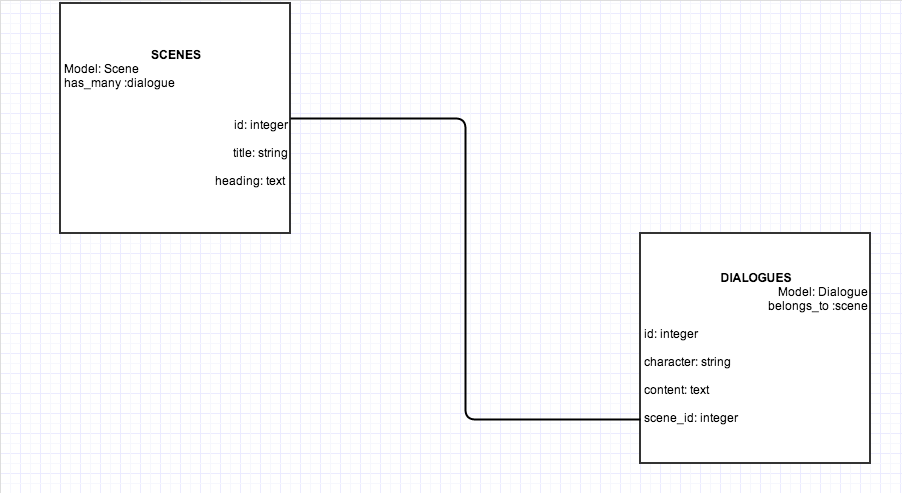 SCENES
Model: Scene
has_many :dialogue
id: integer
title: string
heading: text
DIALOGUES
Model: Dialogue
belongs_to :scene
id: integer
character: string
content: text
scene_id: integer